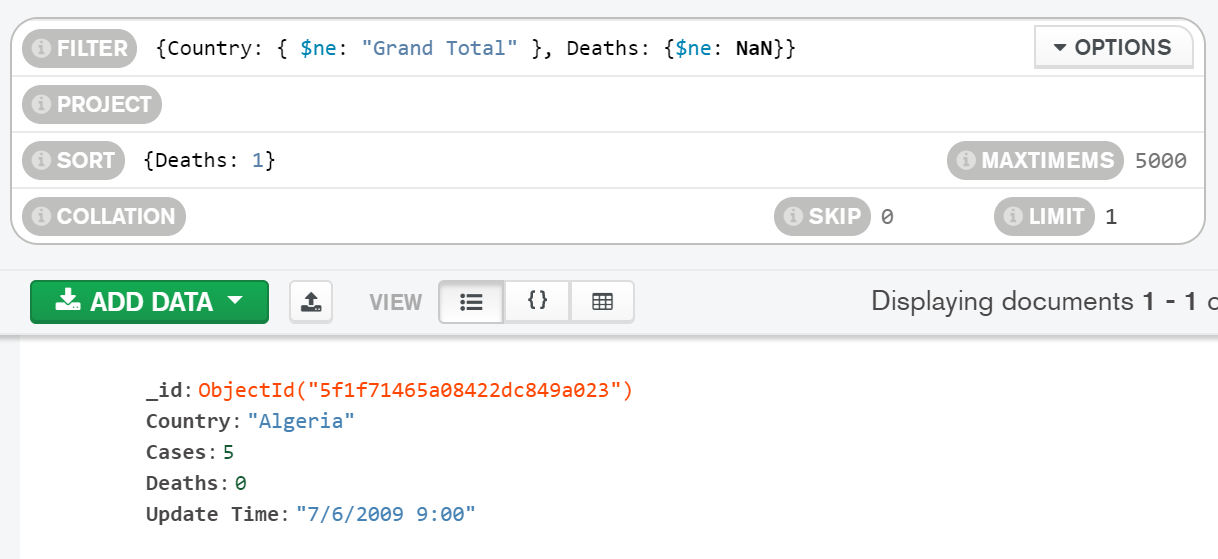 FILTER {Country: { $ne: "Grand Total" }, Deaths: {$ne: NaN}} OPTIONS
PROJECT
SORT {Deaths: 1} MAXTIMEMS 5000
COLLATION SKIP 0 LIMIT 1
ADD DATA VIEW {} Displaying documents 1 - 1
_id: ObjectId("5f1f71465a08422dc849a023")
Country: "Algeria"
Cases: 5
Deaths: 0
Update Time: "7/6/2009 9:00"